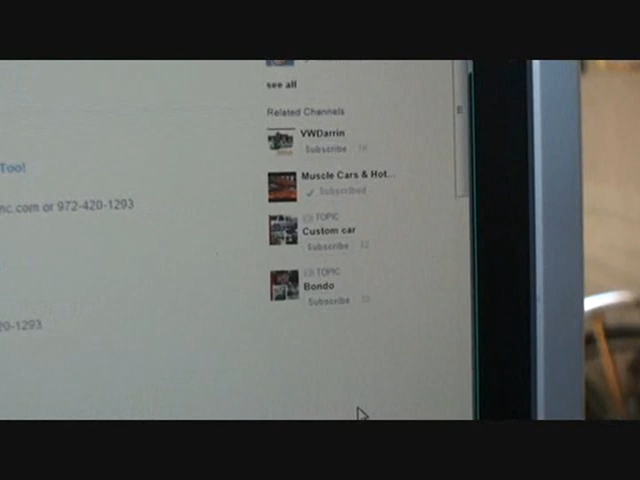 see all
Related Channels
VWDarrin
Subscribe
Too!
Muscle Cars & Hot...
✓ Subscribed
nc.com or 972-420-1293
TOPIC
Custom car
Subscribe
TOPIC
Bondo
Subscribe
20-1293